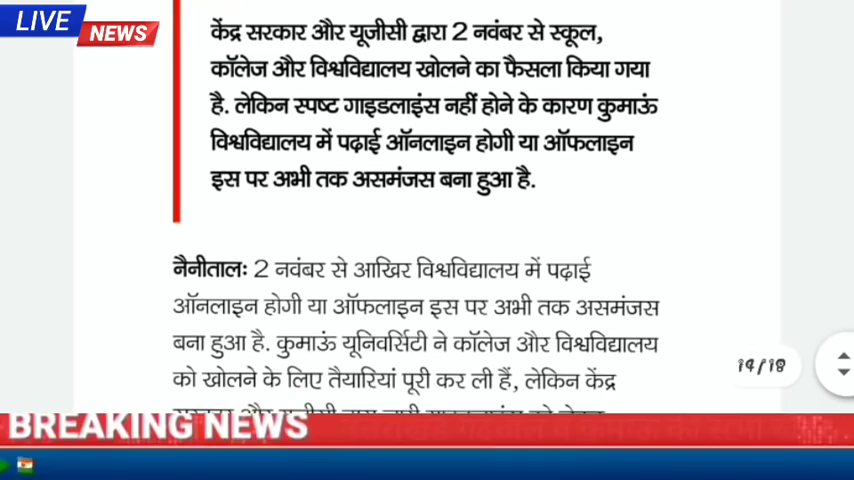 LIVE
NEWS
केंद्र सरकार और यूजीसी द्वारा 2 नवंबर से स्कूल,
कॉलेज और विश्वविद्यालय खोलने का फैसला किया गया
है. लेकिन स्पष्ट गाइडलाइंस नहीं होने के कारण कुमाऊं
विश्वविद्यालय में पढ़ाई ऑनलाइन होगी या ऑफलाइन
इस पर अभी तक असमंजस बना हुआ है.
नैनीतालः 2 नवंबर से आखिर विश्वविद्यालय में पढ़ाई
ऑनलाइन होगी या ऑफलाइन इस पर अभी तक असमंजस
बना हुआ है. कुमाऊं यूनिवर्सिटी ने कॉलेज और विश्वविद्यालय
को खोलने के लिए तैयारियां पूरी कर ली हैं, लेकिन केंद्र
14/18
BREAKING NEWS